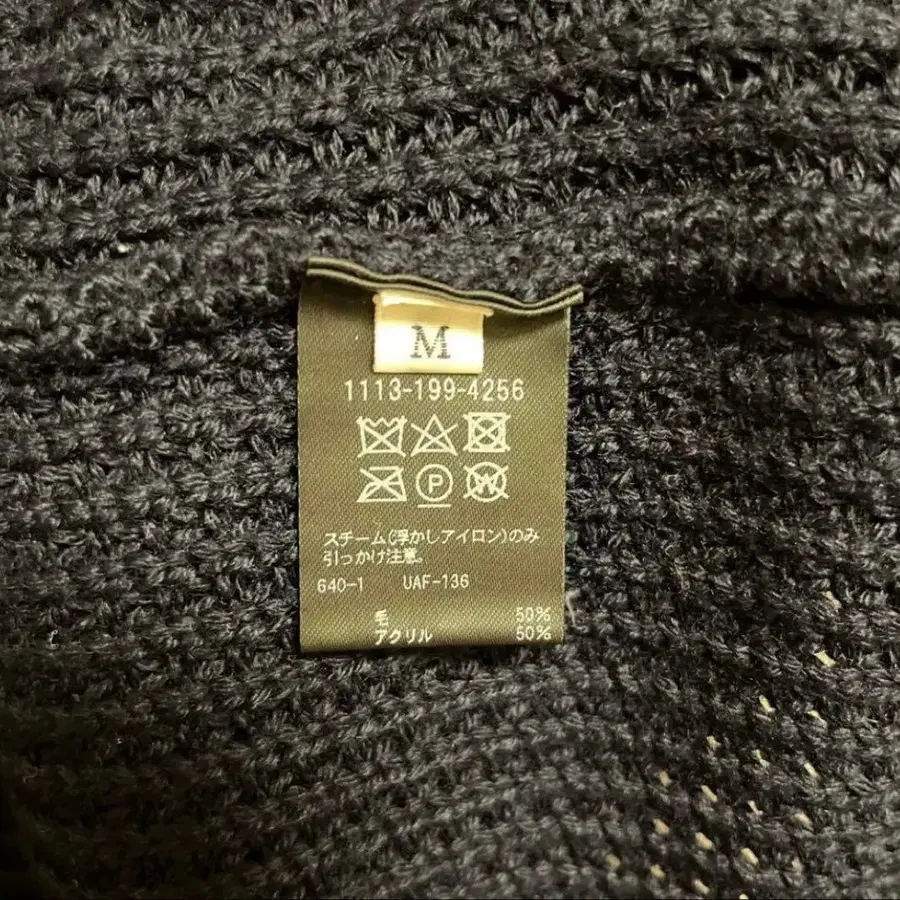 M
1113-199-4256
P
W
スチーム(浮かしアイロン)のみ
引っかけ注意。
640-1 UAF-136
毛 50%
アクリル 50%